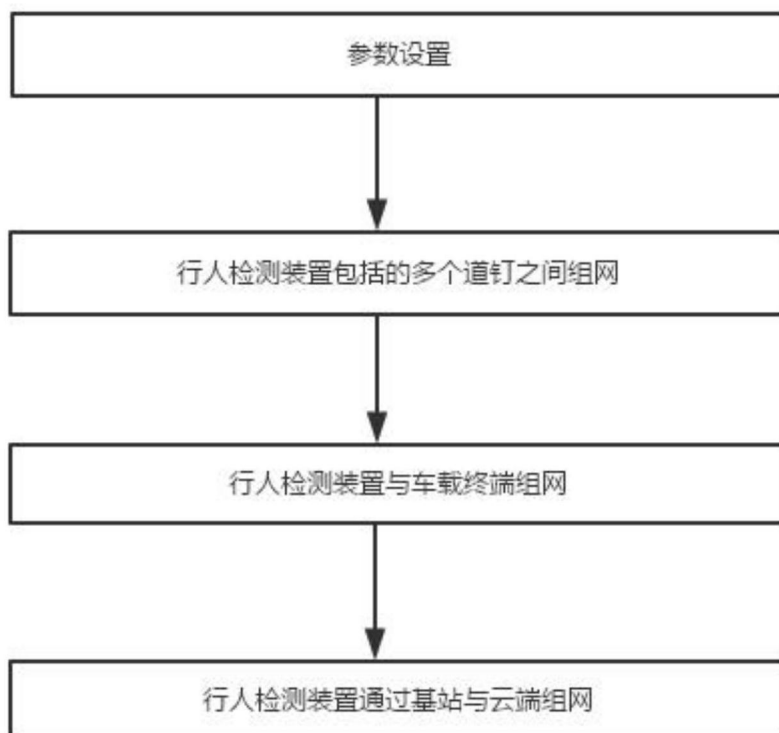 参数设置
行人检测装置包括的多个道钉之间组网
行人检测装置与车载终端组网
行人检测装置通过基站与云端组网